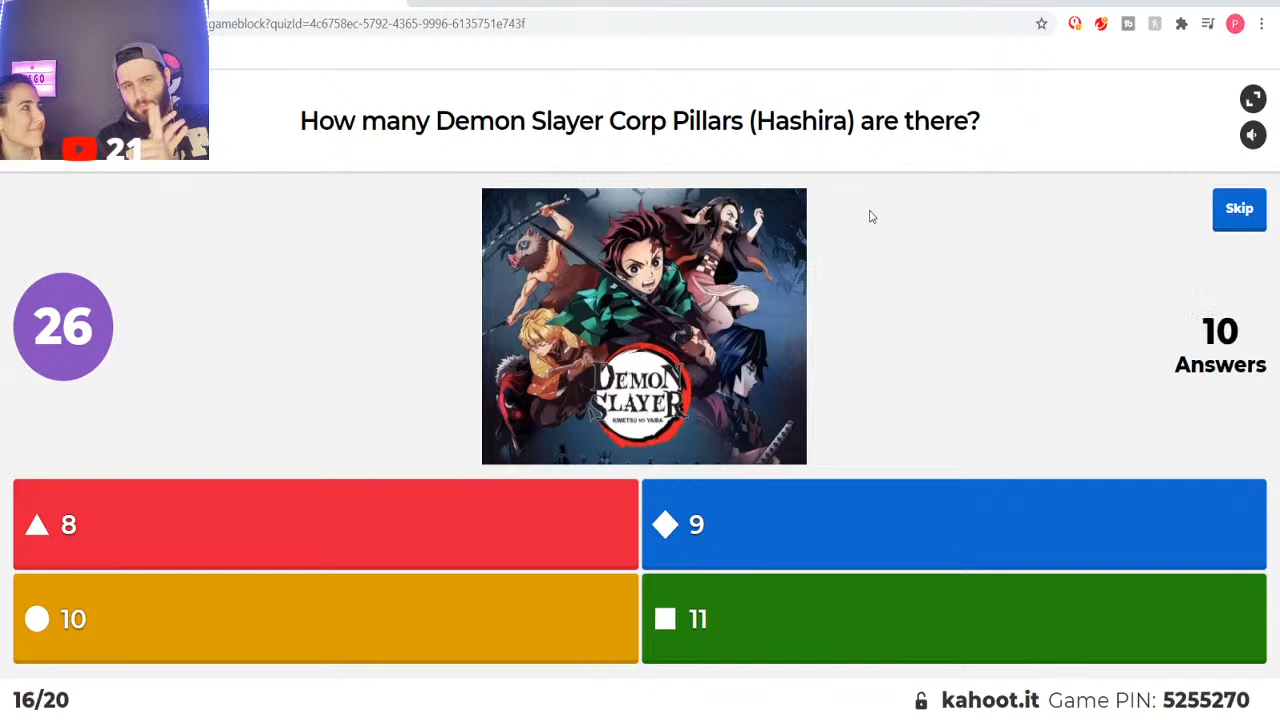 gameblock?quizId=4c6758ec-5792-4365-9996-6135751e743f
P
21
How many Demon Slayer Corp Pillars (Hashira) are there?
Skip
26
DEMON
SLAYER
KIMETSU NO YAIBA
10
Answers
8
9
10
11
16/20
kahoot.it Game PIN: 5255270